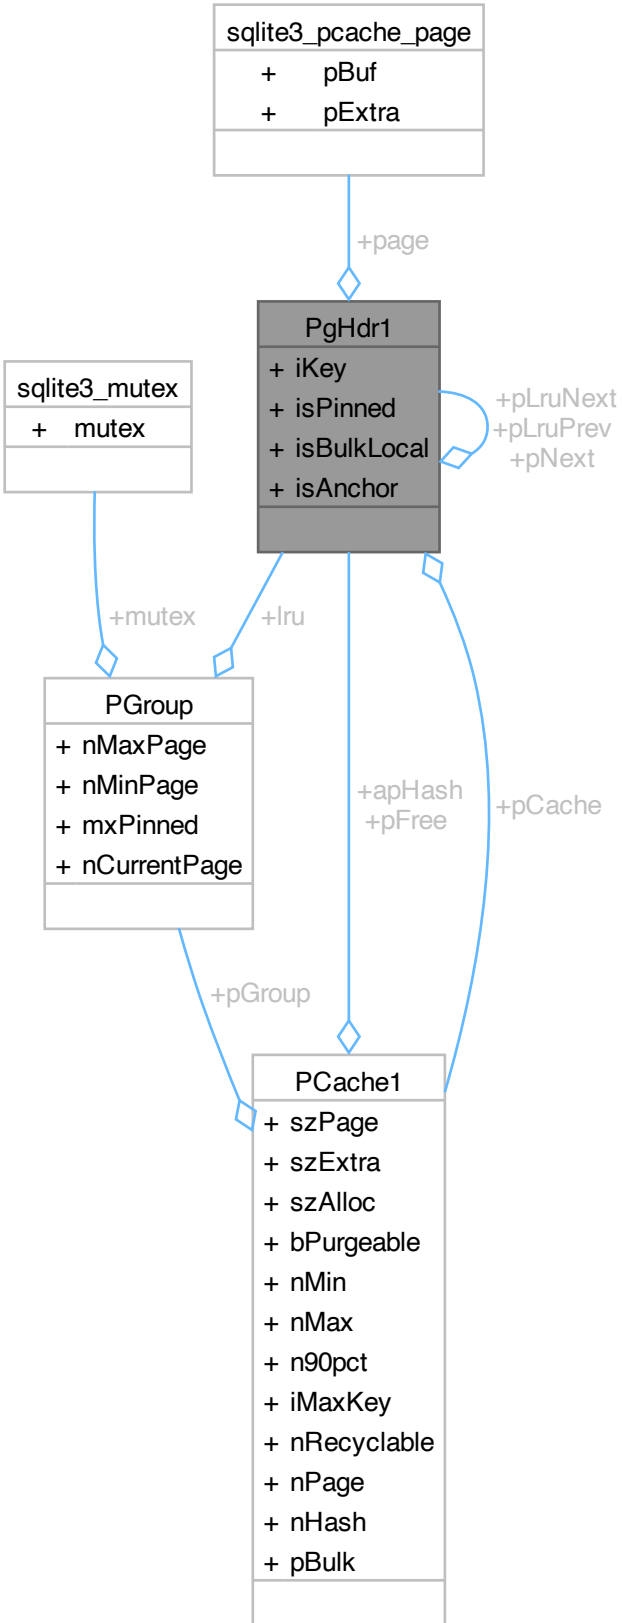 sqlite3_pcache_page
+ pBuf
+ pExtra
+page
PgHdr1
+ iKey
+ isPinned
+ isBulkLocal
+ isAnchor
+pLruNext
+pLruPrev
+pNext
sqlite3_mutex
+ mutex
+mutex
+lru
PGroup
+ nMaxPage
+ nMinPage
+ mxPinned
+ nCurrentPage
+apHash
+pFree
+pCache
+pGroup
PCache1
+ szPage
+ szExtra
+ szAlloc
+ bPurgeable
+ nMin
+ nMax
+ n90pct
+ iMaxKey
+ nRecyclable
+ nPage
+ nHash
+ pBulk